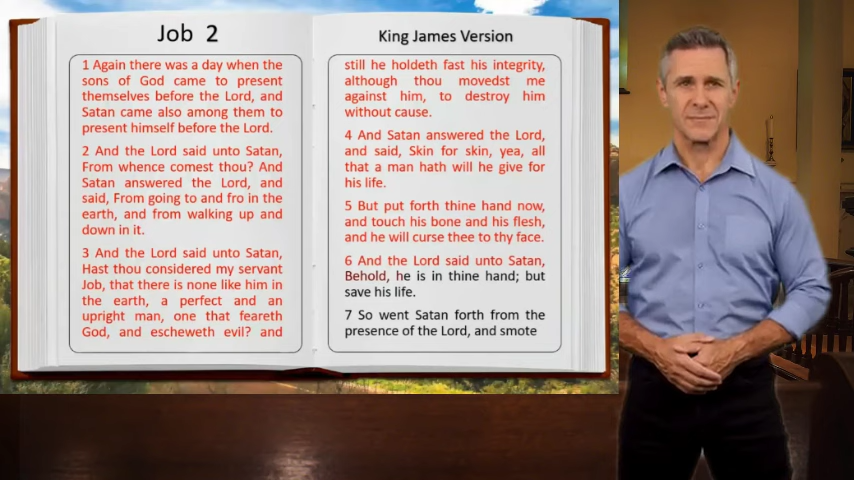 Job 2
1 Again there was a day when the
sons of God came to present
themselves before the Lord, and
Satan came also among them to
present himself before the Lord.
2 And the Lord said unto Satan,
From whence comest thou? And
Satan answered the Lord, and
said, From going to and fro in the
earth, and from walking up and
down in it.
3 And the Lord said unto Satan,
Hast thou considered my servant
Job, that there is none like him in
the earth, a perfect and an
upright man, one that feareth
God, and escheweth evil? and
King James Version
still he holdeth fast his integrity,
although thou movedst me
against him, to destroy him
without cause.
4 And Satan answered the Lord,
and said, Skin for skin, yea, all
that a man hath will he give for
his life.
5 But put forth thine hand now,
and touch his bone and his flesh,
and he will curse thee to thy face.
6 And the Lord said unto Satan,
Behold, he is in thine hand; but
save his life.
7 So went Satan forth from the
presence of the Lord, and smote